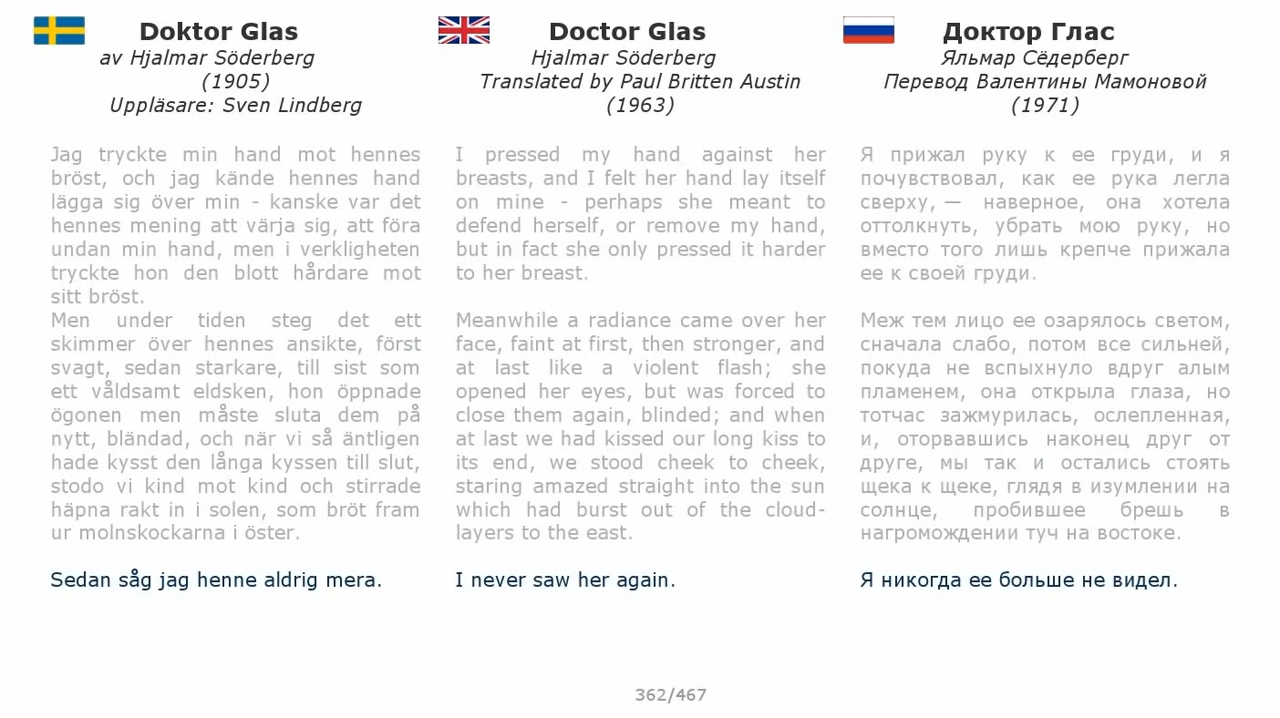 Doktor Glas
av Hjalmar Söderberg
(1905)
Uppläsare: Sven Lindberg
Jag tryckte min hand mot hennes
bröst, och jag kände hennes hand
lägga sig över min - kanske var det
hennes mening att värja sig, att föra
undan min hand, men i verkligheten
tryckte hon den blott hårdare mot
sitt bröst.
Men under tiden steg det ett
skimmer över hennes ansikte, först
svagt, sedan starkare, till sist som
ett våldsamt eldsken, hon öppnade
ögonen men måste sluta dem på
nytt, bländad, och när vi så äntligen
hade kysst den långa kyssen till slut,
stodo vi kind mot kind och stirrade
häpna rakt in i solen, som bröt fram
ur molnskockarna i öster.
Sedan såg jag henne aldrig mera.
Doctor Glas
Hjalmar Söderberg
Translated by Paul Britten Austin
(1963)
I pressed my hand against her
breasts, and I felt her hand lay itself
on mine - perhaps she meant to
defend herself, or remove my hand,
but in fact she only pressed it harder
to her breast.
Meanwhile a radiance came over her
face, faint at first, then stronger, and
at last like a violent flash; she
opened her eyes, but was forced to
close them again, blinded; and when
at last we had kissed our long kiss to
its end, we stood cheek to cheek,
staring amazed straight into the sun
which had burst out of the cloud-
layers to the east.
I never saw her again.
Доктор Глас
Яльмар Сёдерберг
Перевод Валентины Мамоновой
(1971)
Я прижал руку к ее груди, и я
почувствовал, как ее рука легла
сверху, — наверное, она хотела
оттолкнуть, убрать мою руку, но
вместо того лишь крепче прижала
ее к своей груди.
Меж тем лицо ее озарялось светом,
сначала слабо, потом все сильней,
покуда не вспыхнуло вдруг алым
пламенем, она открыла глаза, но
тотчас зажмурилась, ослепленная,
и, оторвавшись наконец друг от
друге, мы так и остались стоять
щека к щеке, глядя в изумлении на
солнце, пробившее брешь в
нагромождении туч на востоке.
Я никогда ее больше не видел.
362/467